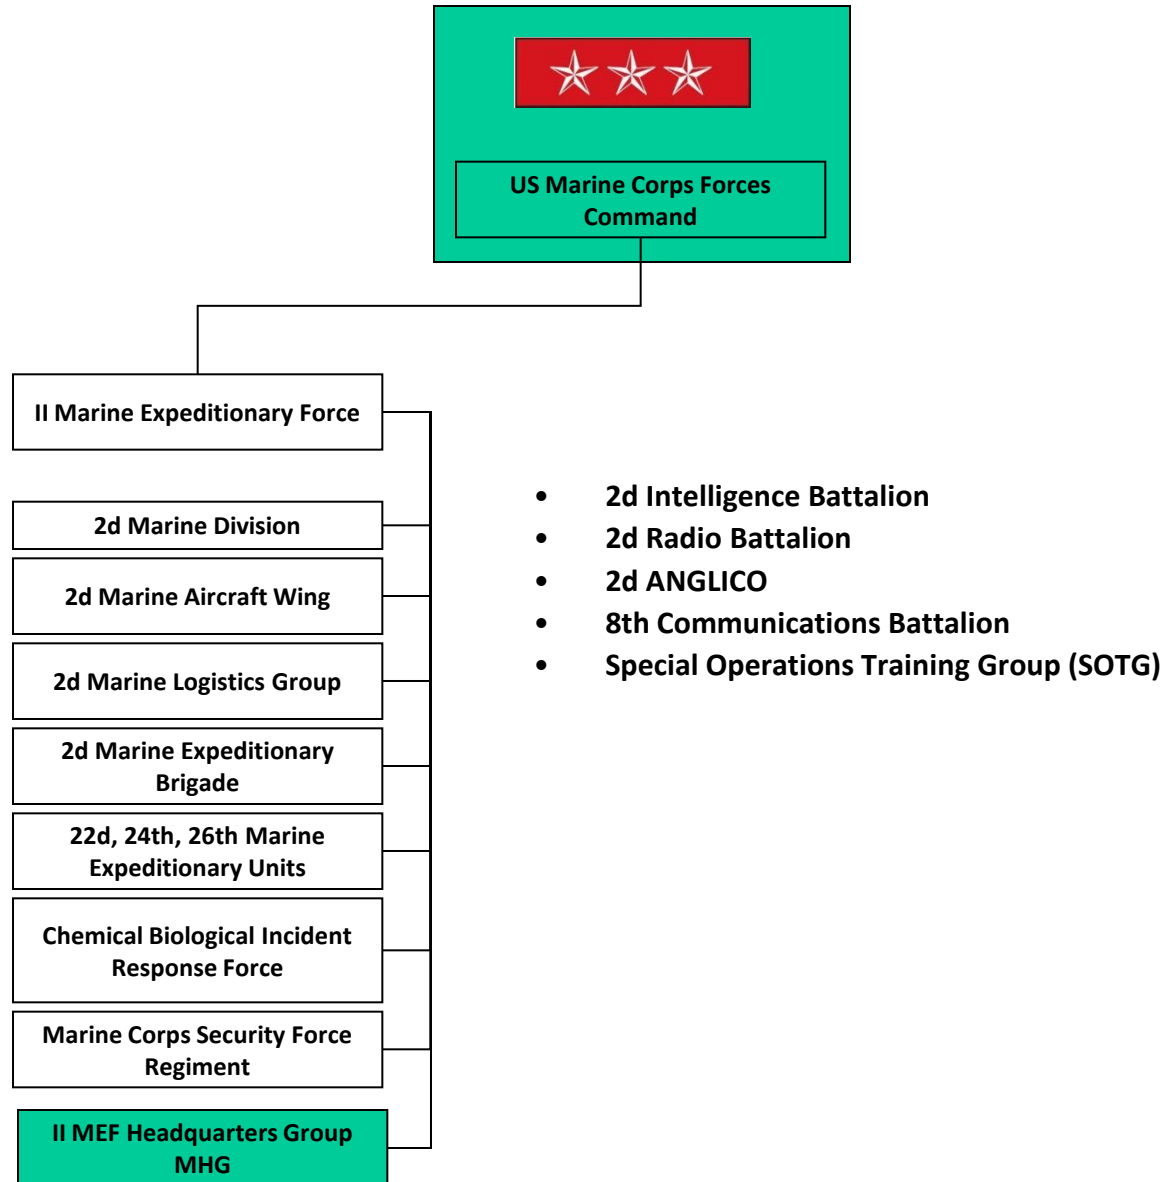 US Marine Corps Forces
Command
II Marine Expeditionary Force
2d Marine Division
2d Marine Aircraft Wing
2d Marine Logistics Group
2d Marine Expeditionary
Brigade
22d, 24th, 26th Marine
Expeditionary Units
Chemical Biological Incident
Response Force
Marine Corps Security Force
Regiment
II MEF Headquarters Group
MHG
• 2d Intelligence Battalion
• 2d Radio Battalion
• 2d ANGLICO
• 8th Communications Battalion
• Special Operations Training Group (SOTG)